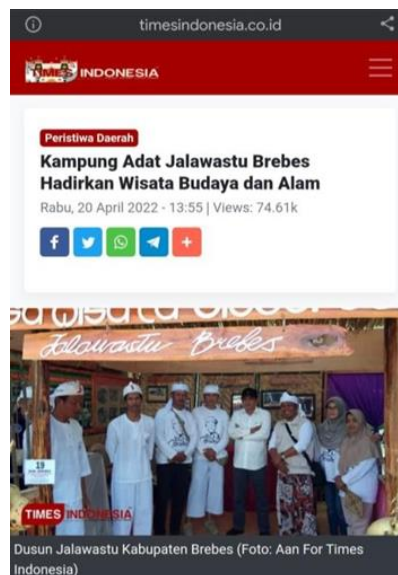 timesindonesia.co.id
TIMES INDONESIA
Peristiwa Daerah
Kampung Adat Jalawastu Brebes
Hadirkan Wisata Budaya dan Alam
Rabu, 20 April 2022 - 13:55 | Views: 74.61k
Jalawastu Brebes
19
TIMES INDONESIA
Dusun Jalawastu Kabupaten Brebes (Foto: Aan For Times
Indonesia)